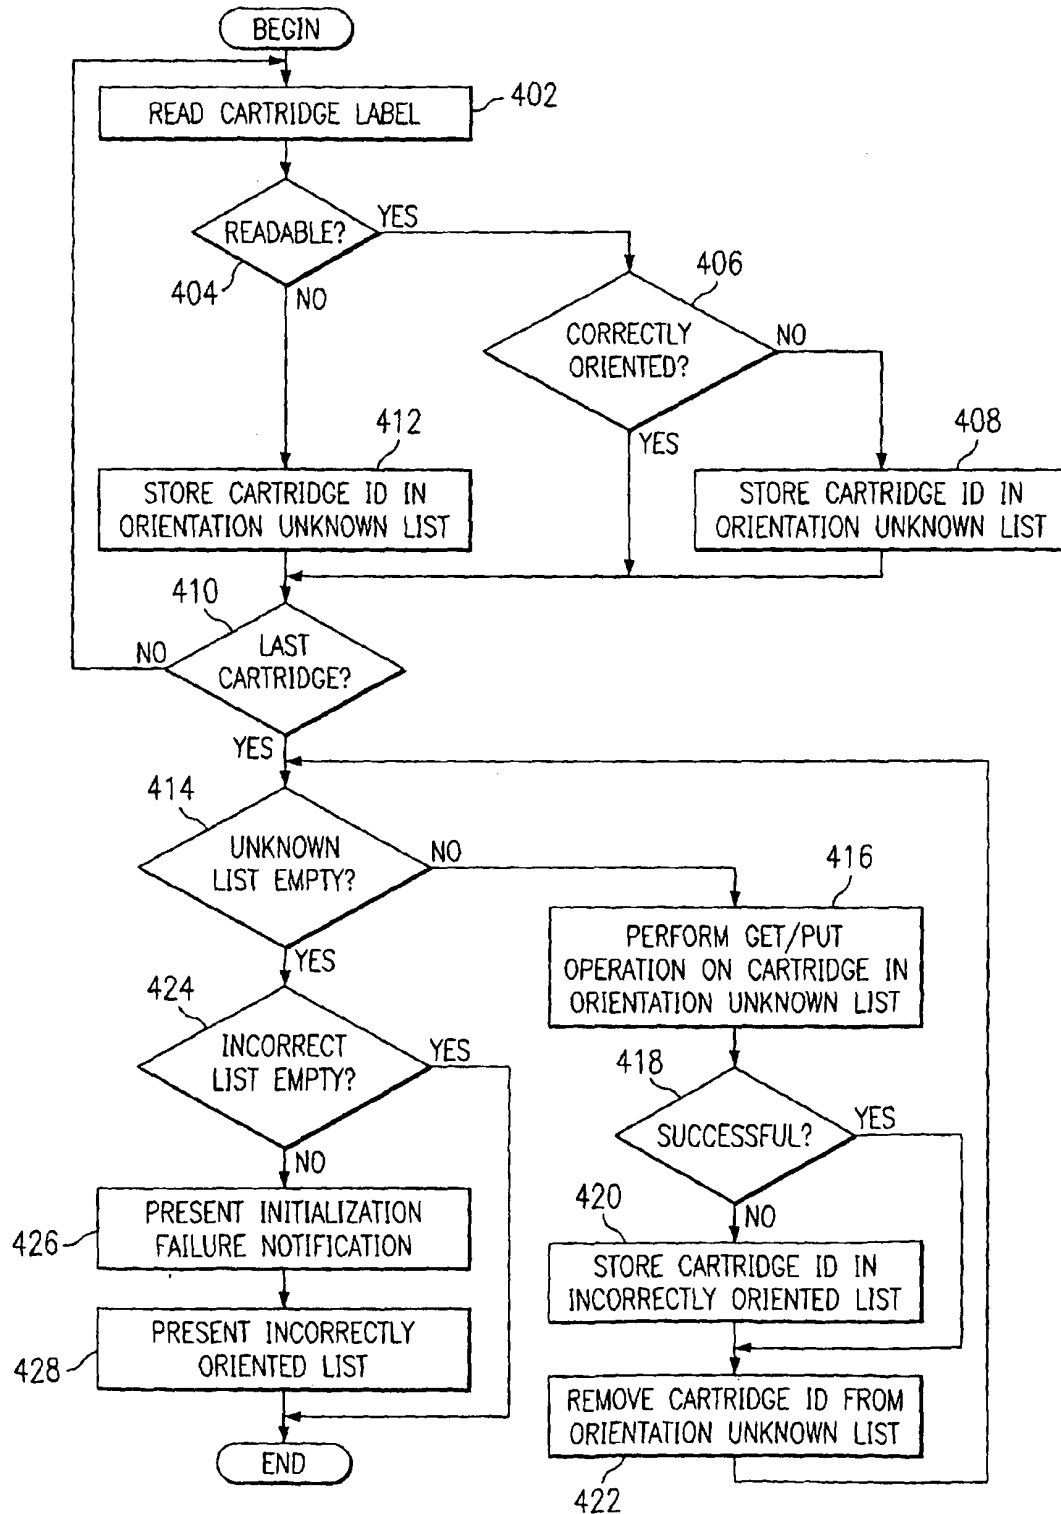 BEGIN
READ CARTRIDGE LABEL
402
READABLE?
YES
404
NO
406
CORRECTLY
ORIENTED?
NO
YES
412
STORE CARTRIDGE ID IN
ORIENTATION UNKNOWN LIST
408
STORE CARTRIDGE ID IN
ORIENTATION UNKNOWN LIST
410
LAST
CARTRIDGE?
NO
YES
414
UNKNOWN
LIST EMPTY?
NO
YES
416
PERFORM GET/PUT
OPERATION ON CARTRIDGE IN
ORIENTATION UNKNOWN LIST
418
SUCCESSFUL?
YES
NO
420
STORE CARTRIDGE ID IN
INCORRECTLY ORIENTED LIST
REMOVE CARTRIDGE ID FROM
ORIENTATION UNKNOWN LIST
422
424
INCORRECT
LIST EMPTY?
YES
NO
PRESENT INITIALIZATION
FAILURE NOTIFICATION
426
PRESENT INCORRECTLY
ORIENTED LIST
428
END